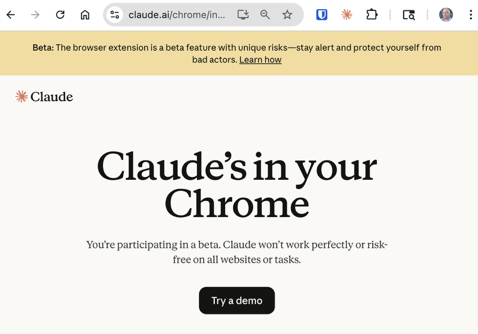 claude.ai/chrome/in...
Beta: The browser extension is a beta feature with unique risks—stay alert and protect yourself from
bad actors. Learn how
Claude
Claude’s in your
Chrome
You’re participating in a beta. Claude won’t work perfectly or risk-
free on all websites or tasks.
Try a demo